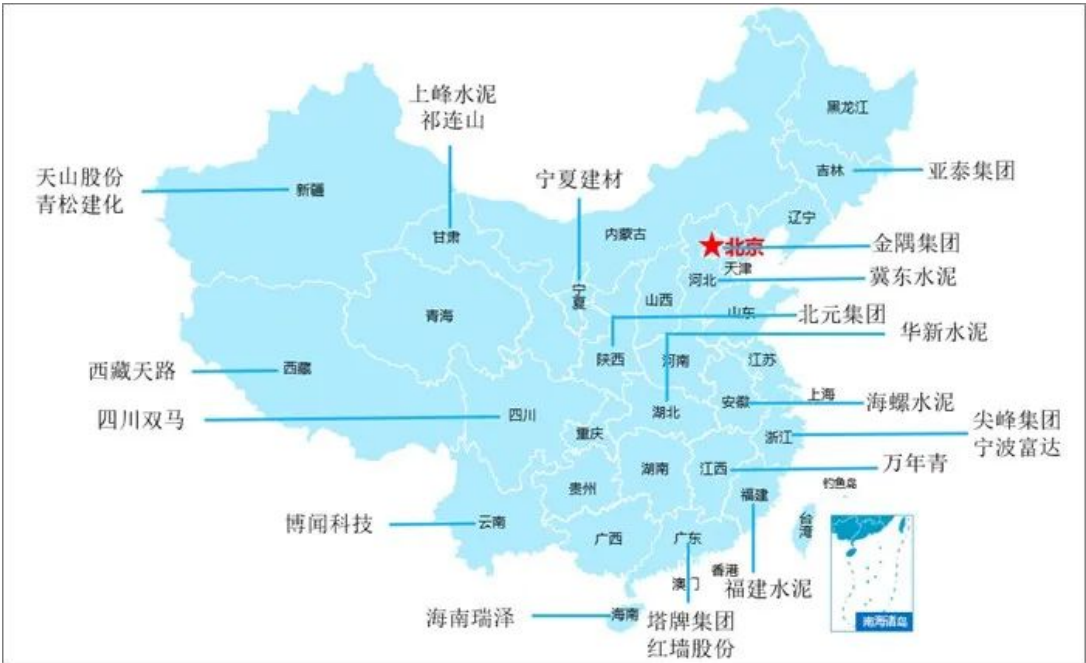 黑龙江
上峰水泥
祁连山
天山股份
青松建化
新疆
宁夏建材
吉林
亚泰集团
辽宁
甘肃
内蒙古
北京
金隅集团
天津
河北
冀东水泥
宁夏
山西
青海
山东
北元集团
华新水泥
陕西
河南
江苏
西藏天路
西藏
上海
安徽
海螺水泥
四川双马
四川
湖北
重庆
浙江
尖峰集团
宁波富达
湖南
江西
万年青
贵州
福建
钓鱼岛
博闻科技
云南
广西
广东
台湾
香港
澳门
福建水泥
海南瑞泽
海南
塔牌集团
红墙股份
南海诸岛